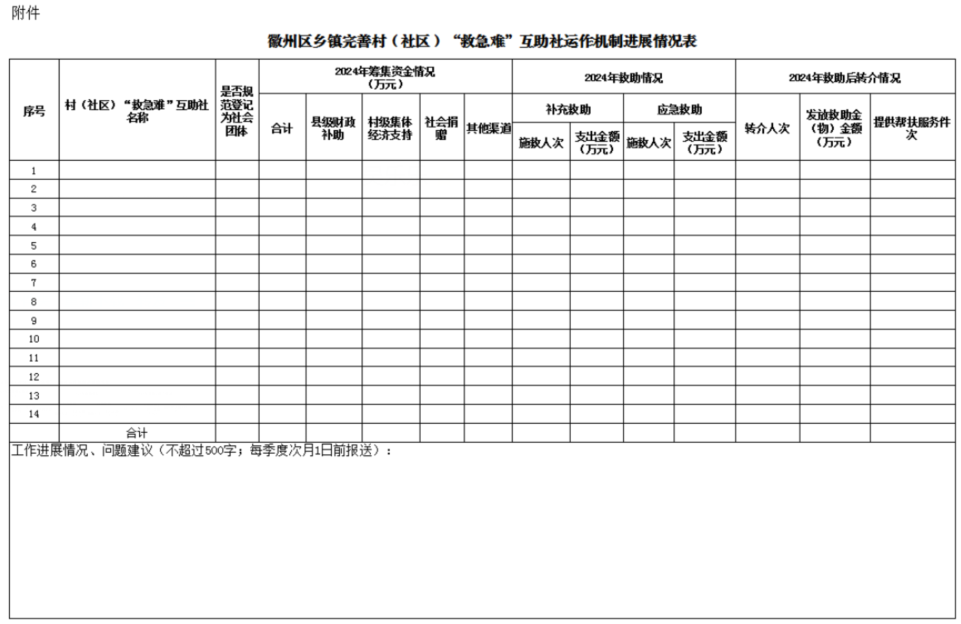 附件
徽州区乡镇完善村（社区）“救急难”互助社运作机制进展情况表
序号
村（社区）“救急难”互助社
名称
是否规
范登记
为社会
团体
2024年筹集资金情况
（万元）
2024年救助情况
2024年救助后转介情况
合计
县级财政
补助
村级集体
经济支持
社会捐
赠
其他渠道
补充救助
应急救助
施救人次
支出金额
（万元）
施救人次
支出金额
（万元）
转介人次
发放救助金
（物）金额
（万元）
提供帮扶服务件
次
1
2
3
4
5
6
7
8
9
10
11
12
13
14
合计
工作进展情况、问题建议（不超过500字；每季度次月1日前报送）：